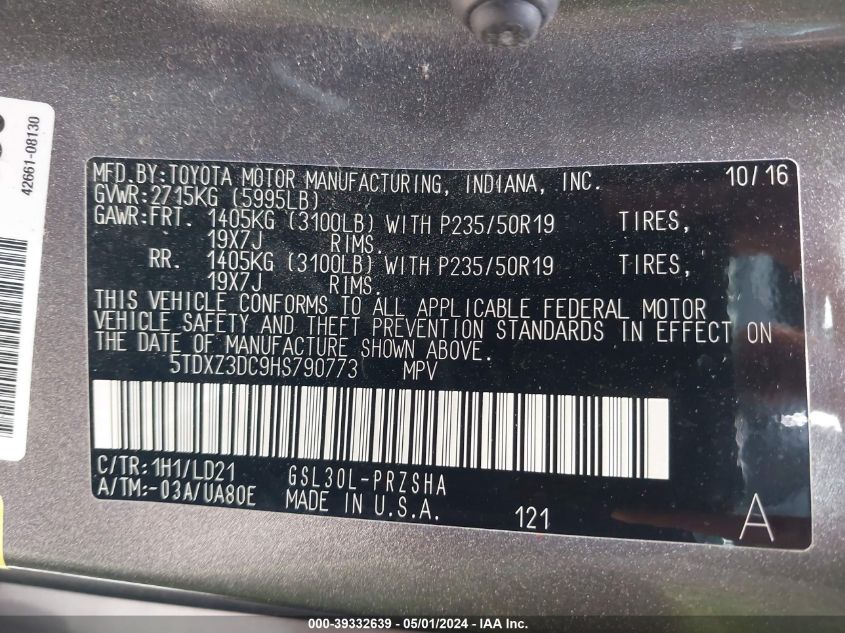 42661-08130
MFD.BY:TOYOTA MOTOR MANUFACTURING, INDIANA, INC. 10/16
GVWR:2715KG (5995LB)
GAWR:FRT. 1405KG (3100LB) WITH P235/50R19 TIRES,
19X7J RIMS.
RR. 1405KG (3100LB) WITH P235/50R19 TIRES,
19X7J RIMS.
THIS VEHICLE CONFORMS TO ALL APPLICABLE FEDERAL MOTOR
VEHICLE SAFETY AND THEFT PREVENTION STANDARDS IN EFFECT ON
THE DATE OF MANUFACTURE SHOWN ABOVE.
5TDXZ3DC9HS790773 MPV
C/TR:1H1/LD21 GSL30L-PRZSHA
A/TM:-03A/UA80E MADE IN U.S.A. 121 A
000-39332639 - 05/01/2024 - IAA Inc.